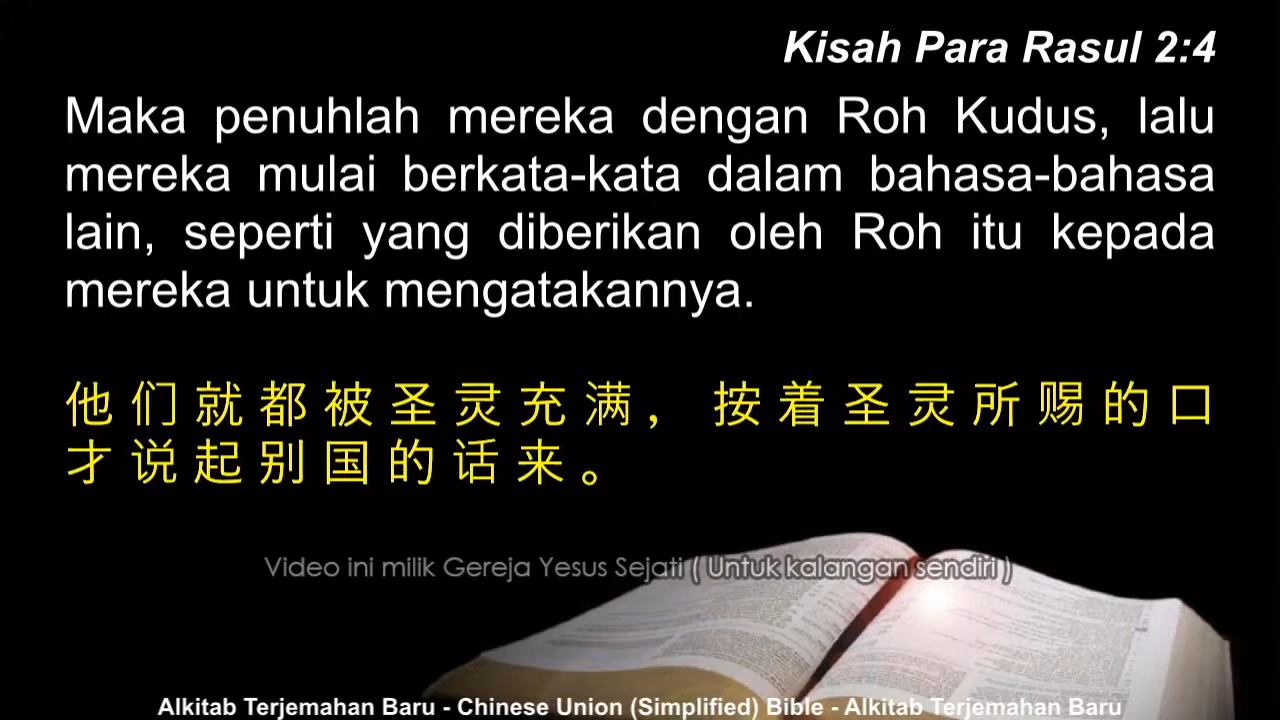 Kisah Para Rasul 2:4
Maka penuhlah mereka dengan Roh Kudus, lalu
mereka mulai berkata-kata dalam bahasa-bahasa
lain, seperti yang diberikan oleh Roh itu kepada
mereka untuk mengatakannya.
他们就都被圣灵充满，按着圣灵所赐的口
才说起别国的话来。
Video ini milik Gereja Yesus Sejati ( Untuk kalangan sendiri )
Alkitab Terjemahan Baru - Chinese Union (Simplified) Bible - Alkitab Terjemahan Baru